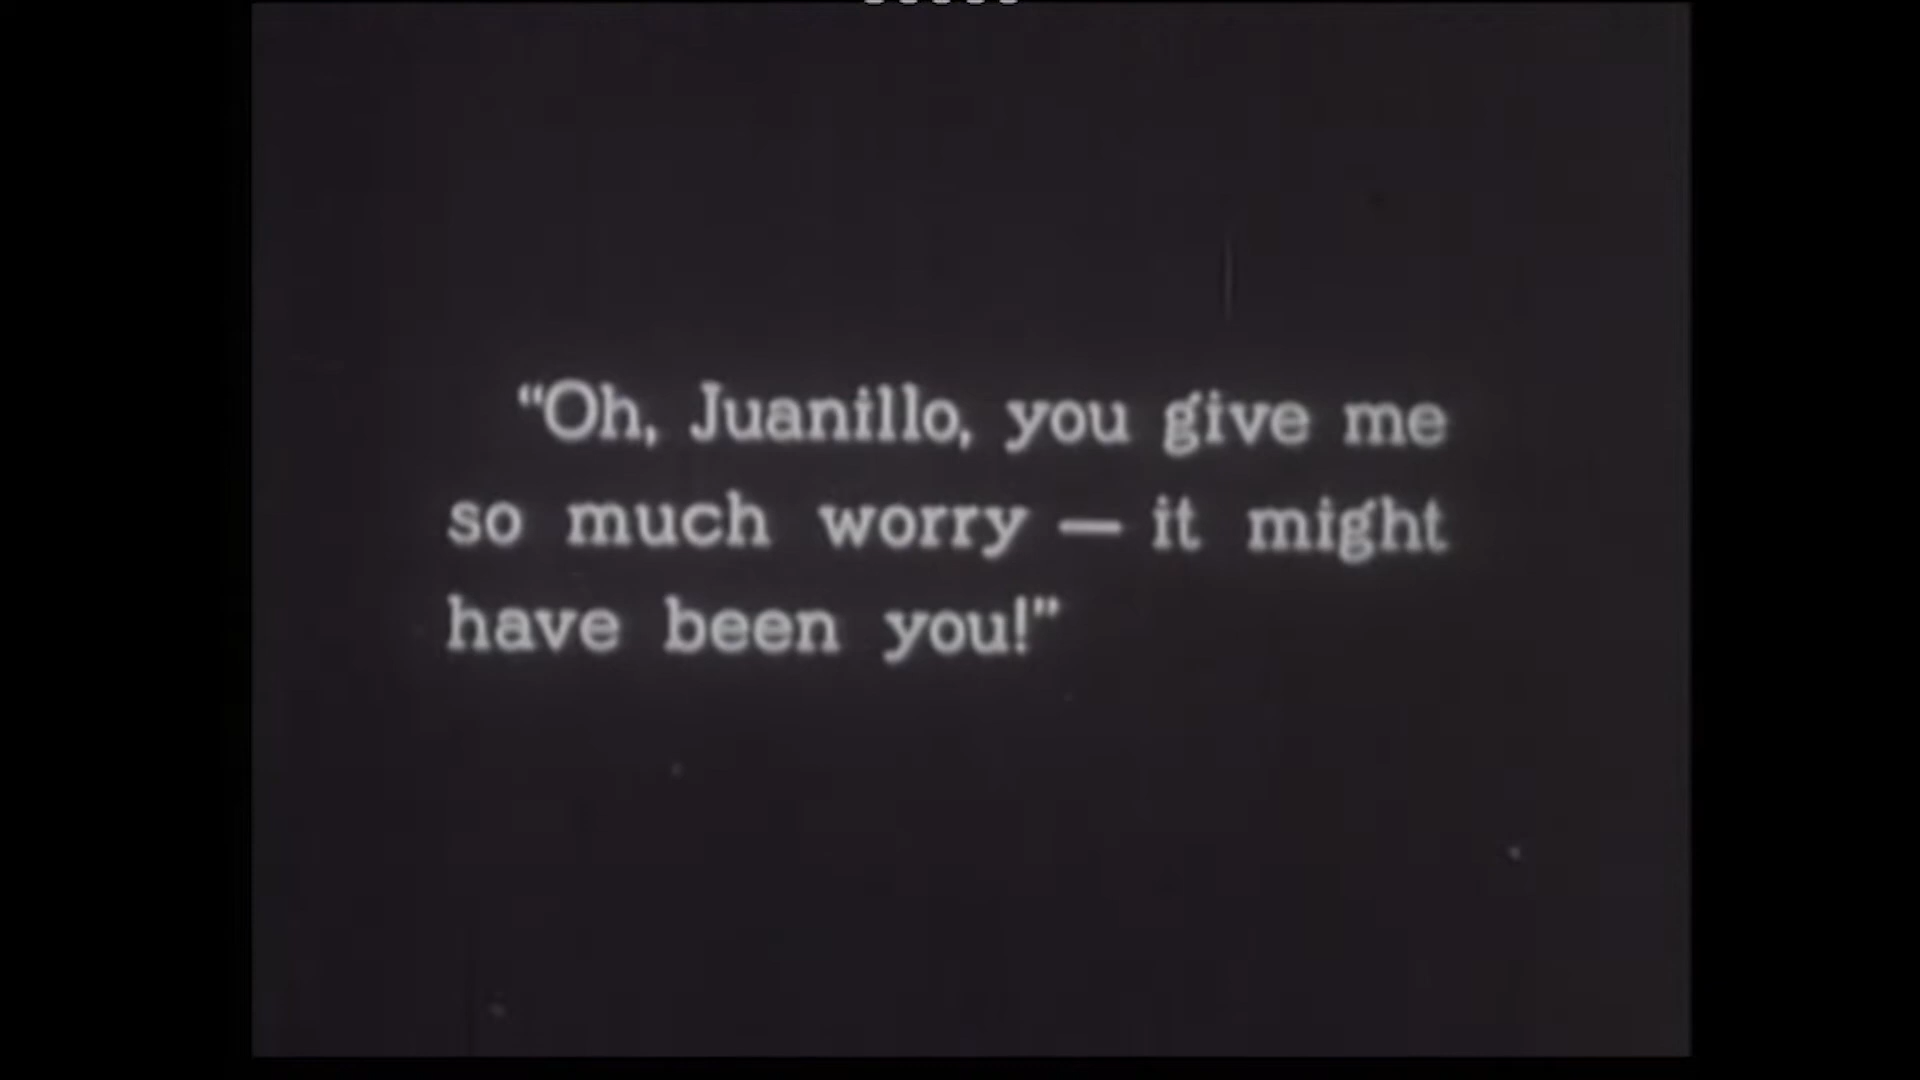 “Oh, Juanillo, you give me
so much worry — it might
have been you!”